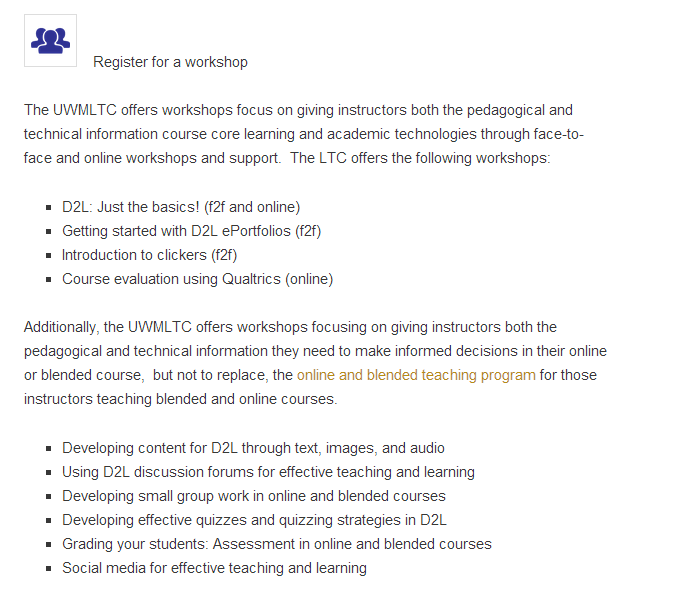 Register for a workshop
The UWMLTC offers workshops focus on giving instructors both the pedagogical and
technical information course core learning and academic technologies through face-to-
face and online workshops and support.  The LTC offers the following workshops:
D2L: Just the basics! (f2f and online)
Getting started with D2L ePortfolios (f2f)
Introduction to clickers (f2f)
Course evaluation using Qualtrics (online)
Additionally, the UWMLTC offers workshops focusing on giving instructors both the
pedagogical and technical information they need to make informed decisions in their online
or blended course,  but not to replace, the online and blended teaching program for those
instructors teaching blended and online courses.
Developing content for D2L through text, images, and audio
Using D2L discussion forums for effective teaching and learning
Developing small group work in online and blended courses
Developing effective quizzes and quizzing strategies in D2L
Grading your students: Assessment in online and blended courses
Social media for effective teaching and learning